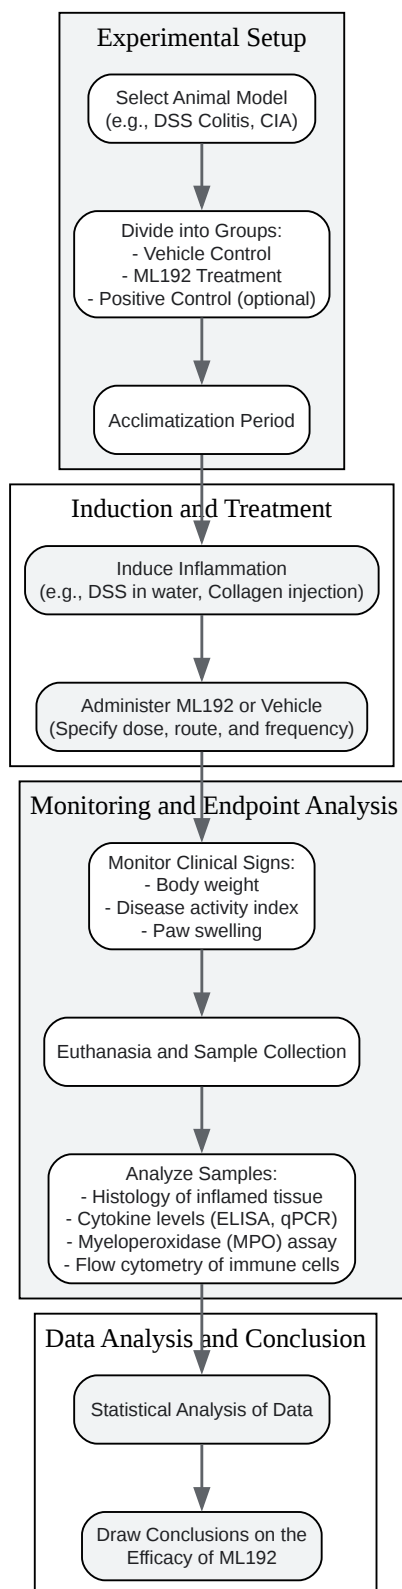 Experimental Setup
Select Animal Model
(e.g., DSS Colitis, CIA)
Divide into Groups:
- Vehicle Control
- ML192 Treatment
- Positive Control (optional)
Acclimatization Period
Induction and Treatment
Induce Inflammation
(e.g., DSS in water, Collagen injection)
Administer ML192 or Vehicle
(Specify dose, route, and frequency)
Monitoring and Endpoint Analysis
Monitor Clinical Signs:
- Body weight
- Disease activity index
- Paw swelling
Euthanasia and Sample Collection
Analyze Samples:
- Histology of inflamed tissue
- Cytokine levels (ELISA, qPCR)
- Myeloperoxidase (MPO) assay
- Flow cytometry of immune cells
Data Analysis and Conclusion
Statistical Analysis of Data
Draw Conclusions on the
Efficacy of ML192